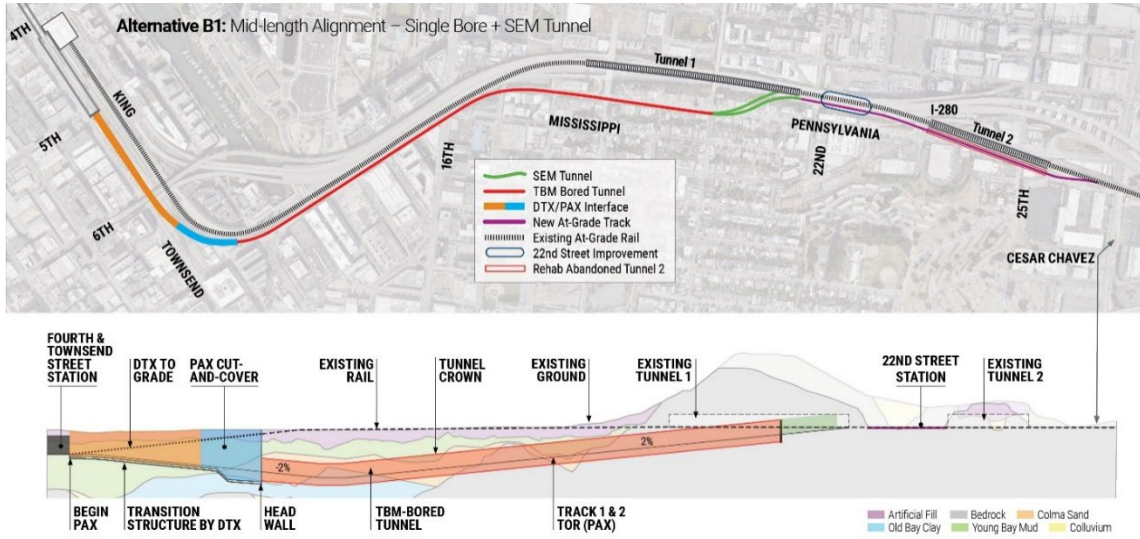 Alternative B1: Mid-length Alignment – Single Bore + SEM Tunnel
4TH
KING
5TH
6TH
TOWNSEND
16TH
MISSISSIPPI
Tunnel 1
PENNSYLVANIA
22ND
I-280
Tunnel 2
25TH
CESAR CHAVEZ
SEM Tunnel
TBM Bored Tunnel
DTX/PAX Interface
New At-Grade Track
Existing At-Grade Rail
22nd Street Improvement
Rehab Abandoned Tunnel 2
FOURTH &
TOWNSEND
STREET
STATION
DTX TO
GRADE
PAX CUT-
AND-COVER
EXISTING
RAIL
TUNNEL
CROWN
EXISTING
GROUND
EXISTING
TUNNEL 1
22ND STREET
STATION
EXISTING
TUNNEL 2
-2%
2%
BEGIN
PAX
TRANSITION
STRUCTURE BY DTX
HEAD
WALL
TBM-BORED
TUNNEL
TRACK 1 & 2
TOR (PAX)
Artificial Fill
Bedrock
Colma Sand
Old Bay Clay
Young Bay Mud
Colluvium